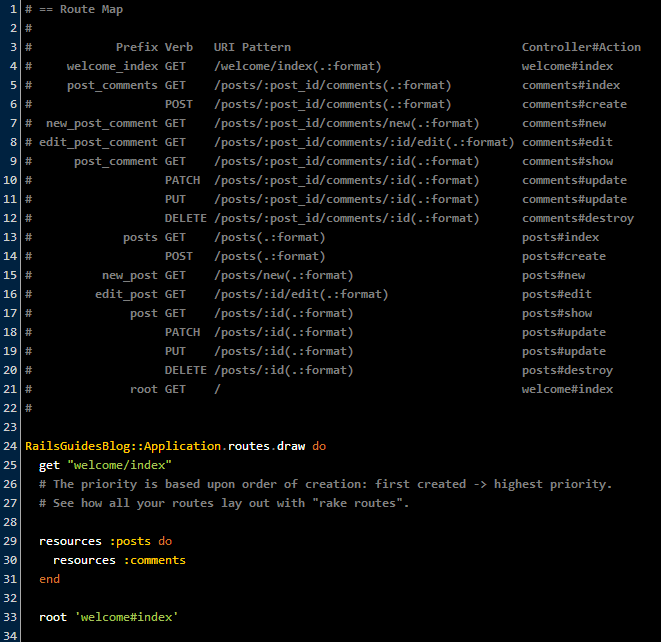 1 # == Route Map
2 #
3 #            Prefix Verb   URI Pattern                                 Controller#Action
4 #     welcome_index GET    /welcome/index(.:format)                    welcome#index
5 #     post_comments GET    /posts/:post_id/comments(.:format)          comments#index
6 #                   POST   /posts/:post_id/comments(.:format)          comments#create
7 #  new_post_comment GET    /posts/:post_id/comments/new(.:format)      comments#new
8 # edit_post_comment GET    /posts/:post_id/comments/:id/edit(.:format) comments#edit
9 #      post_comment GET    /posts/:post_id/comments/:id(.:format)      comments#show
10 #                   PATCH  /posts/:post_id/comments/:id(.:format)      comments#update
11 #                   PUT    /posts/:post_id/comments/:id(.:format)      comments#update
12 #                   DELETE /posts/:post_id/comments/:id(.:format)      comments#destroy
13 #             posts GET    /posts(.:format)                            posts#index
14 #                   POST   /posts(.:format)                            posts#create
15 #          new_post GET    /posts/new(.:format)                        posts#new
16 #         edit_post GET    /posts/:id/edit(.:format)                   posts#edit
17 #              post GET    /posts/:id(.:format)                        posts#show
18 #                   PATCH  /posts/:id(.:format)                        posts#update
19 #                   PUT    /posts/:id(.:format)                        posts#update
20 #                   DELETE /posts/:id(.:format)                        posts#destroy
21 #              root GET    /                                           welcome#index
22 #
23
24 RailsGuidesBlog::Application.routes.draw do
25   get "welcome/index"
26   # The priority is based upon order of creation: first created -> highest priority.
27   # See how all your routes lay out with "rake routes".
28
29   resources :posts do
30     resources :comments
31   end
32
33   root 'welcome#index'
34